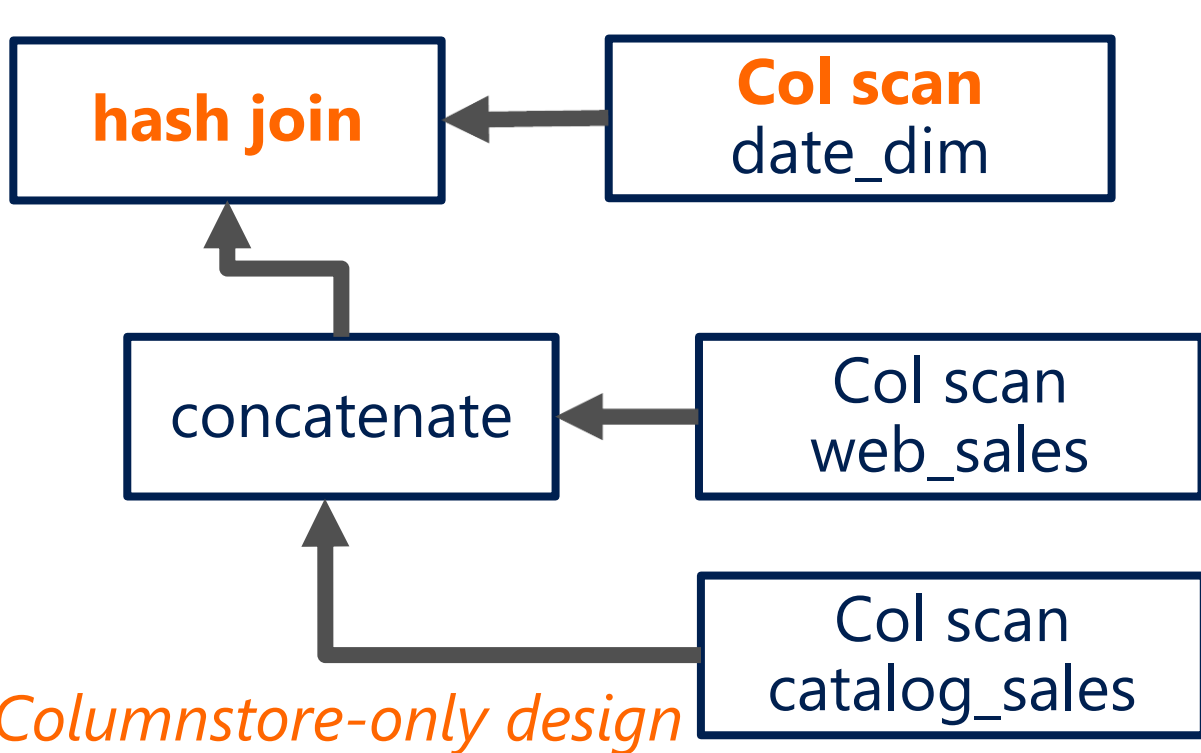 hash join
Col scan
date_dim
concatenate
Col scan
web_sales
Col scan
catalog_sales
Columnstore-only design